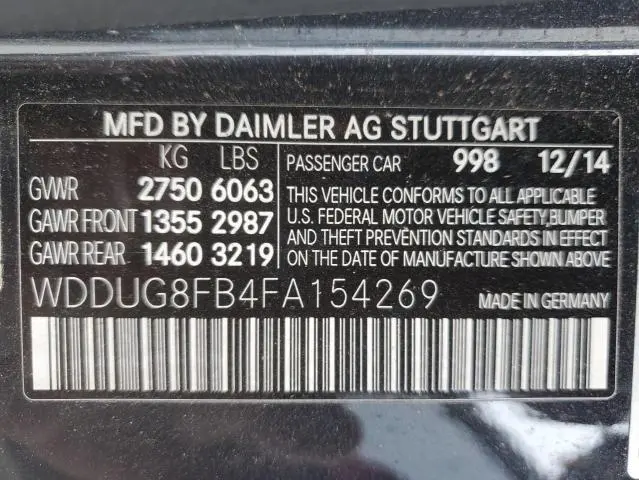 MFD BY DAIMLER AG STUTTGART
KG LBS
GVWR 2750 6063
GAWR FRONT 1355 2987
GAWR REAR 1460 3219
PASSENGER CAR 998 12/14
THIS VEHICLE CONFORMS TO ALL APPLICABLE
U.S. FEDERAL MOTOR VEHICLE SAFETY,BUMPER
AND THEFT PREVENTION STANDARDS IN EFFECT
ON THE DATE OF MANUFACTURE SHOWN ABOVE
WDDUG8FB4FA154269 MADE IN GERMANY